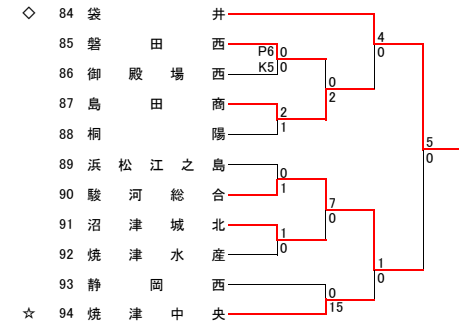 ◇ 84 袋井
85 磐田西
86 御殿場西
87 島田商
88 桐陽
89 浜松江之島
90 駿河総合
91 沼津城北
92 焼津水産
93 静岡西
☆ 94 焼津中央
P6 0
K5 0
2
1
0
1
1
0
0
2
7
0
0
15
4
0
1
0
5
0